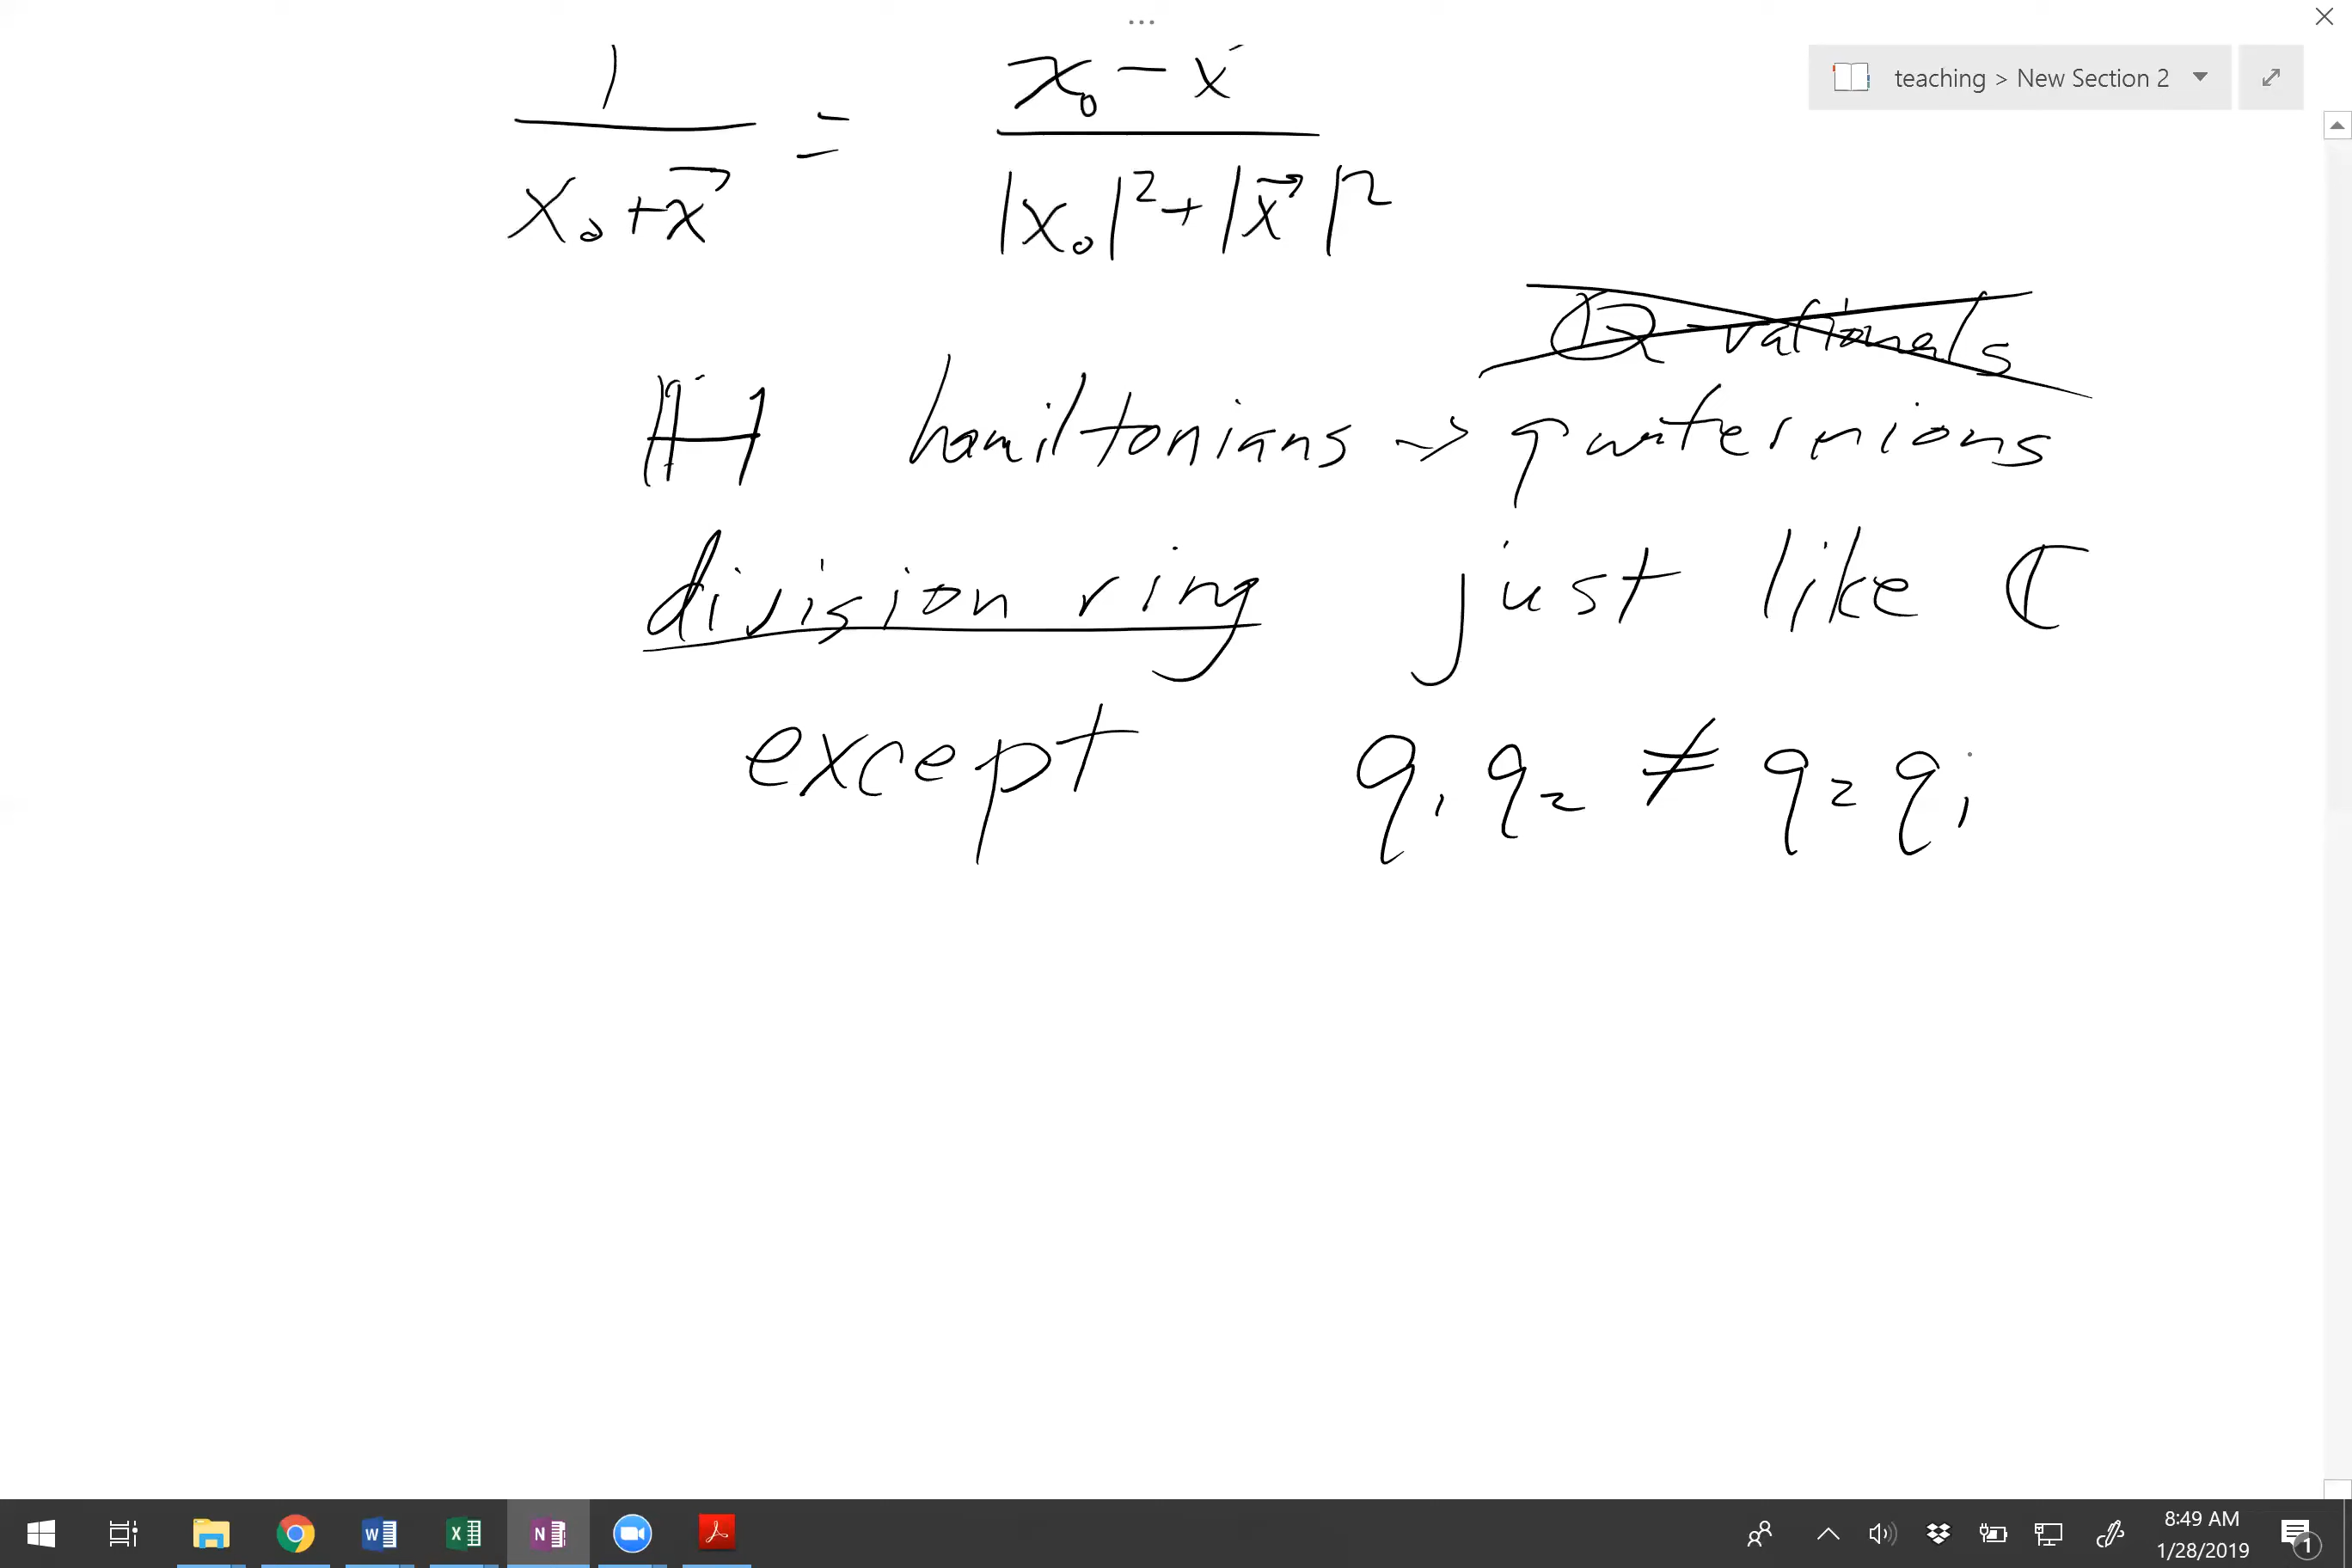 ...
teaching > New Section 2
1/(x₀ + x⃗) = (x₀ − x⃗)/(|x₀|² + |x⃗|²)
ℚ rationals
ℍ hamiltonians → quaternions
division ring just like ℂ
except q₁q₂ ≠ q₂q₁
8:49 AM
1/28/2019
1